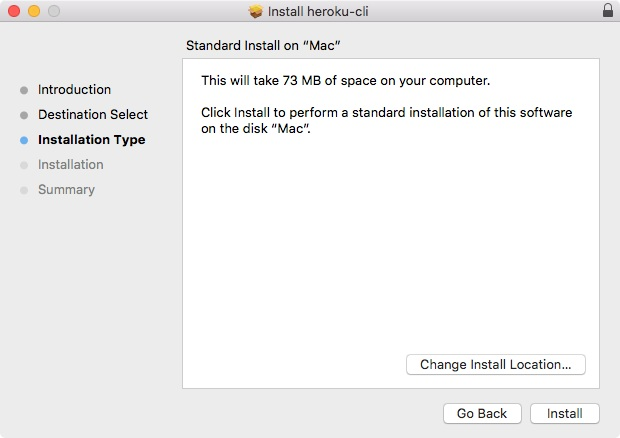 Install heroku-cli
Standard Install on “Mac”
Introduction
Destination Select
Installation Type
Installation
Summary
This will take 73 MB of space on your computer.
Click Install to perform a standard installation of this software
on the disk “Mac”.
Change Install Location...
Go Back
Install